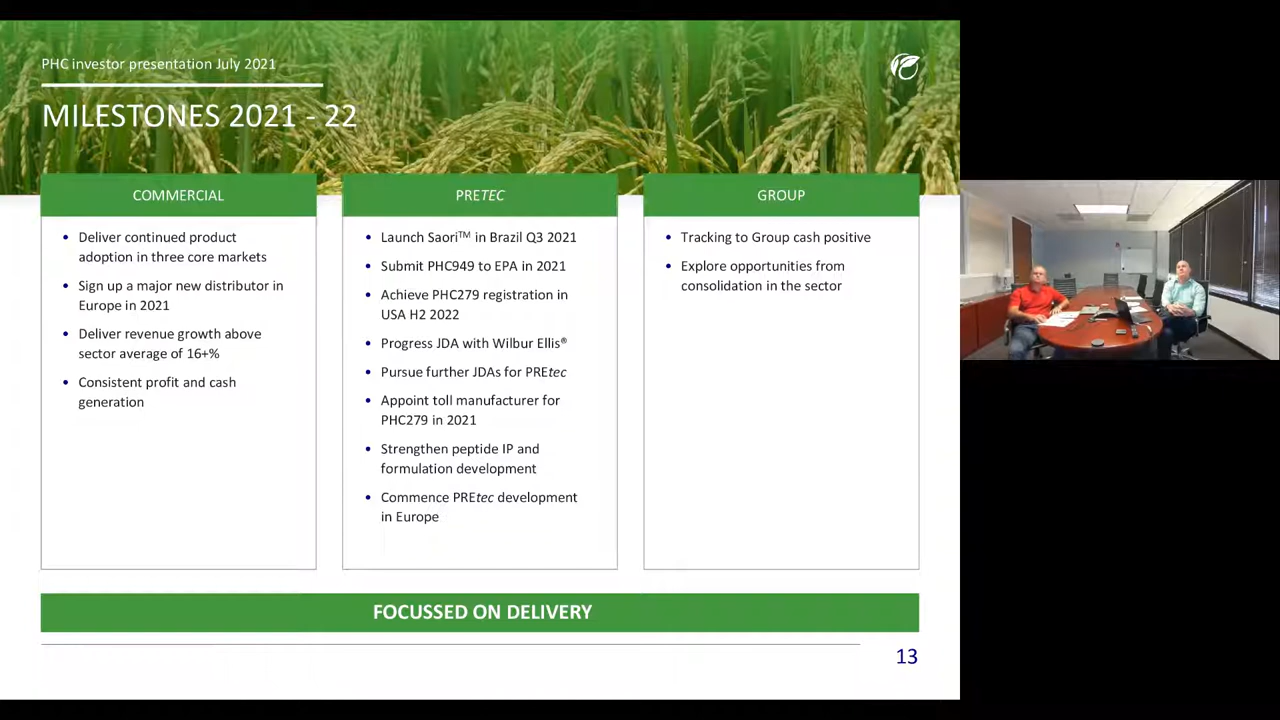 PHC investor presentation July 2021
MILESTONES 2021 - 22
COMMERCIAL
• Deliver continued product
adoption in three core markets
• Sign up a major new distributor in
Europe in 2021
• Deliver revenue growth above
sector average of 16+%
• Consistent profit and cash
generation
PRETEC
• Launch Saori™ in Brazil Q3 2021
• Submit PHC949 to EPA in 2021
• Achieve PHC279 registration in
USA H2 2022
• Progress JDA with Wilbur Ellis®
• Pursue further JDAs for PREtec
• Appoint toll manufacturer for
PHC279 in 2021
• Strengthen peptide IP and
formulation development
• Commence PREtec development
in Europe
GROUP
• Tracking to Group cash positive
• Explore opportunities from
consolidation in the sector
FOCUSSED ON DELIVERY
13